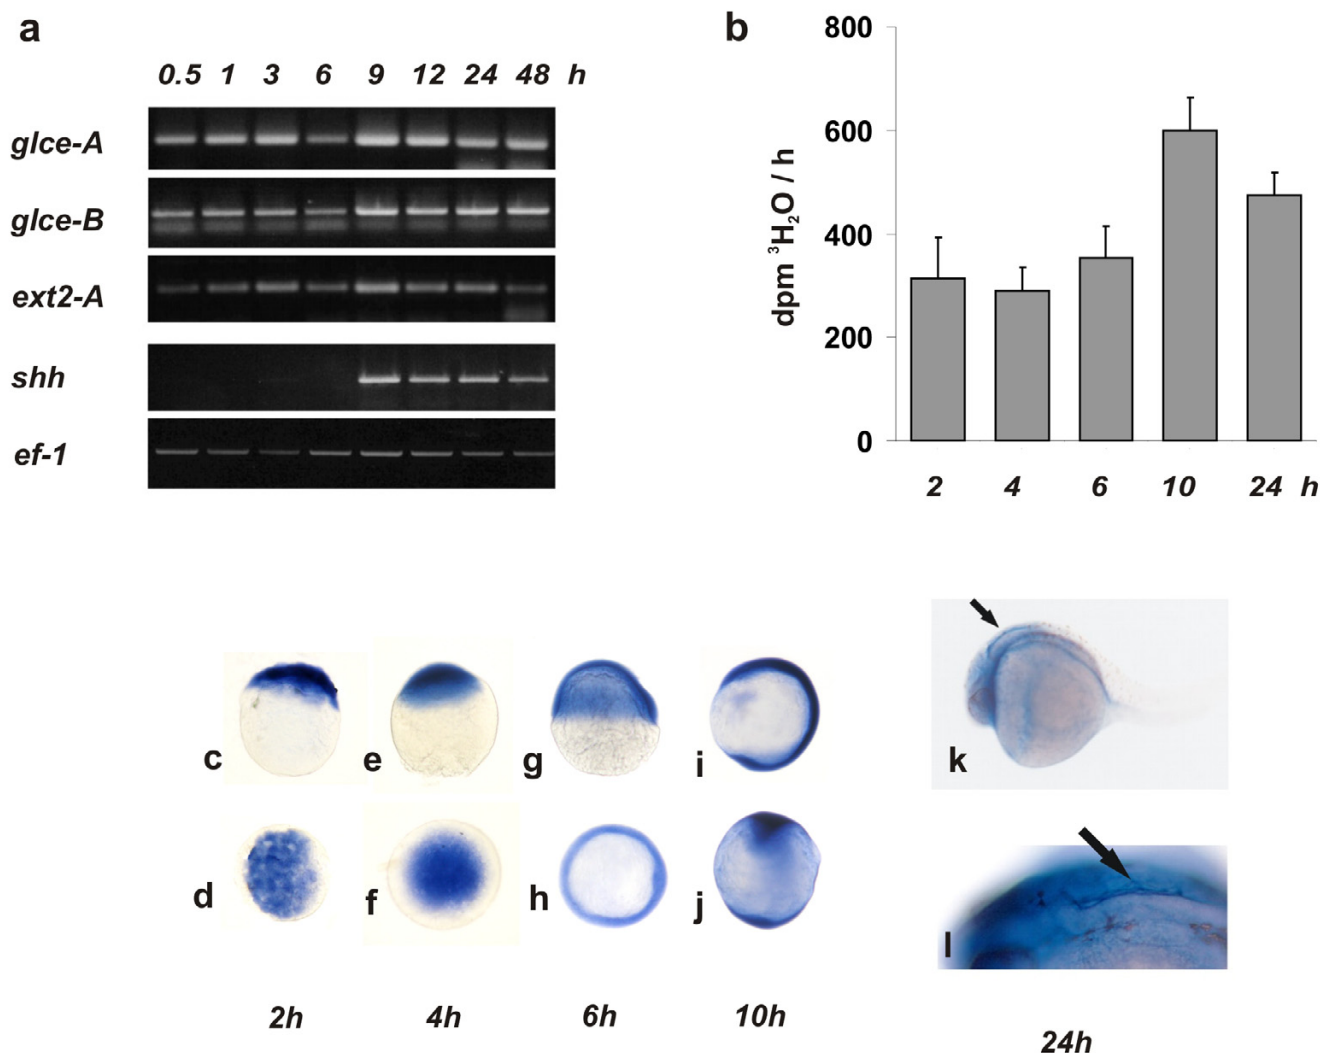 a
0.5 1 3 6 9 12 24 48 h
glce-A
glce-B
ext2-A
shh
ef-1
b
800
600
400
200
0
dpm ³H₂O / h
2 4 6 10 24 h
c e g i k
d f h j l
2h 4h 6h 10h
24h